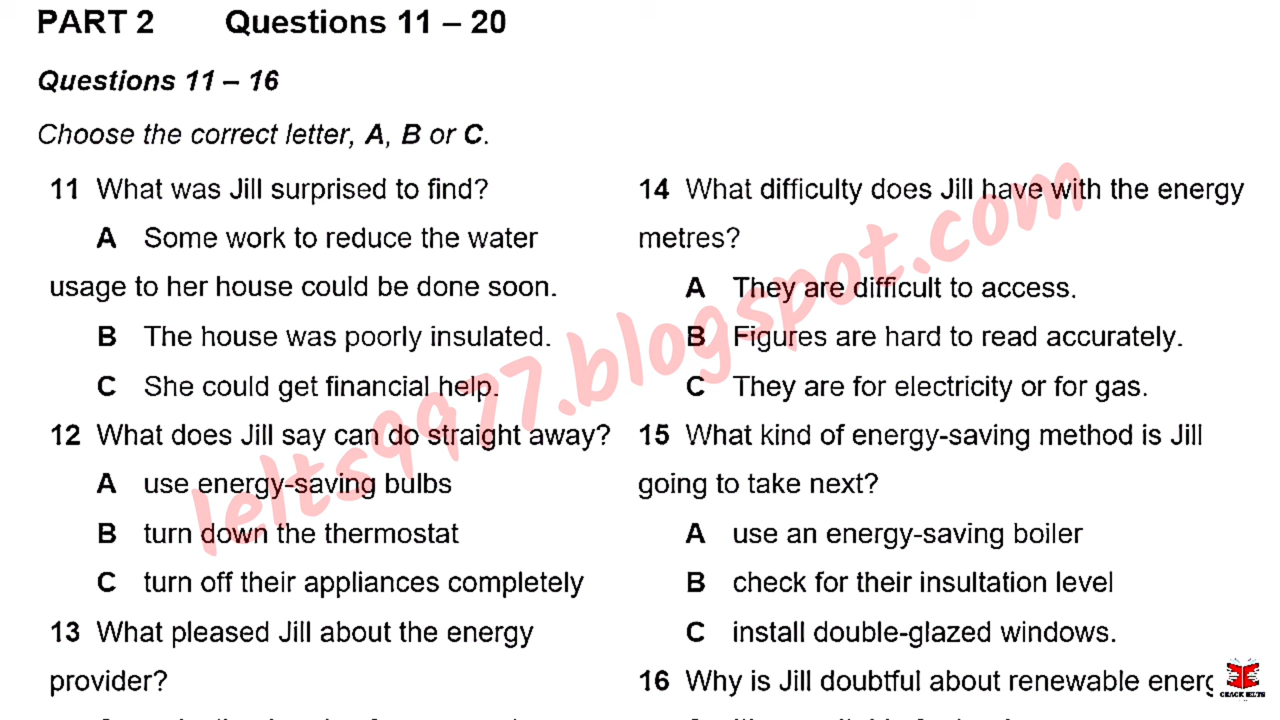 PART 2 Questions 11 – 20
Questions 11 – 16
Choose the correct letter, A, B or C.
11 What was Jill surprised to find?
A Some work to reduce the water
usage to her house could be done soon.
B The house was poorly insulated.
C She could get financial help.
12 What does Jill say can do straight away?
A use energy-saving bulbs
B turn down the thermostat
C turn off their appliances completely
13 What pleased Jill about the energy
provider?
14 What difficulty does Jill have with the energy
metres?
A They are difficult to access.
B Figures are hard to read accurately.
C They are for electricity or for gas.
15 What kind of energy-saving method is Jill
going to take next?
A use an energy-saving boiler
B check for their insultation level
C install double-glazed windows.
16 Why is Jill doubtful about renewable energ
Ielts9977.blogspot.com
CRACK IELTS